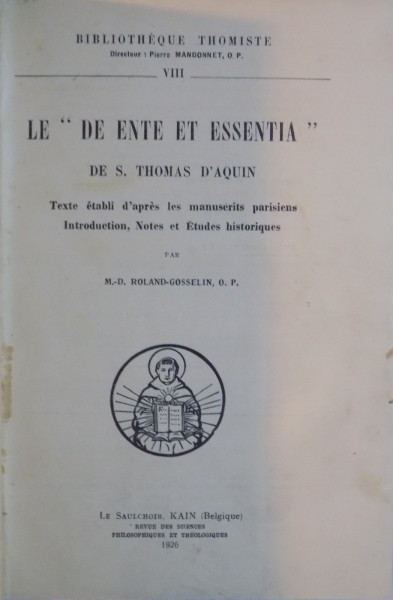 BIBLIOTHÈQUE THOMISTE
Directeur : Pierre MANDONNET, O. P.
VIII
LE “ DE ENTE ET ESSENTIA ”
DE S. THOMAS D'AQUIN
Texte établi d'après les manuscrits parisiens
Introduction, Notes et Études historiques
PAR
M.-D. ROLAND-GOSSELIN, O. P.
LE SAULCHOIR, KAIN (Belgique)
REVUE DES SCIENCES
PHILOSOPHIQUES ET THÉOLOGIQUES
1926